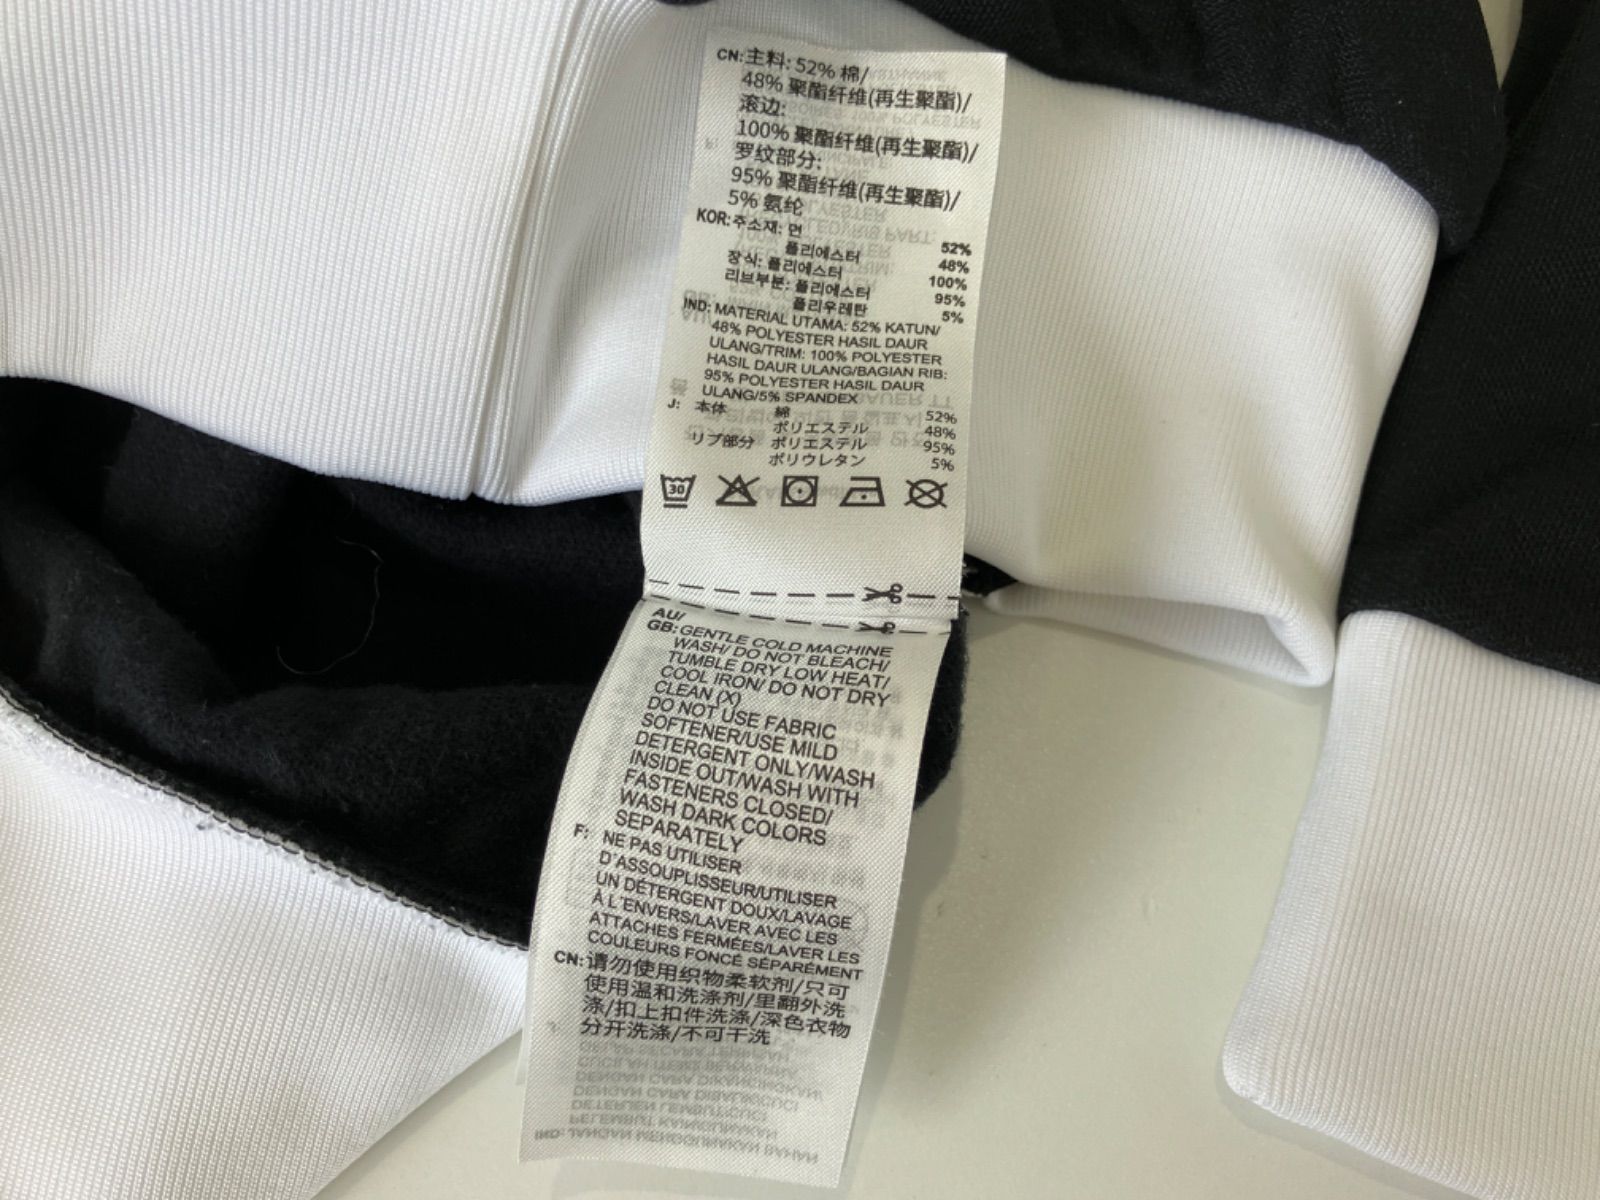 CN:主料: 52% 棉/
48% 聚酯纤维(再生聚酯)/
滚边:
100% 聚酯纤维(再生聚酯)/
罗纹部分:
95% 聚酯纤维(再生聚酯)/
5% 氨纶
KOR:주소재: 면 52%
플리에스터 48%
장식: 플리에스터 100%
리브부분: 플리에스터 95%
플리우레탄 5%
IND: MATERIAL UTAMA: 52% KATUN/
48% POLYESTER HASIL DAUR
ULANG/TRIM: 100% POLYESTER
HASIL DAUR ULANG/BAGIAN RIB:
95% POLYESTER HASIL DAUR
ULANG/5% SPANDEX
J: 本体 綿 52%
ポリエステル 48%
リブ部分 ポリエステル 95%
ポリウレタン 5%
30
AU/
GB: GENTLE COLD MACHINE
WASH/ DO NOT BLEACH/
TUMBLE DRY LOW HEAT/
COOL IRON/ DO NOT DRY
CLEAN (X)
DO NOT USE FABRIC
SOFTENER/USE MILD
DETERGENT ONLY/WASH
INSIDE OUT/WASH WITH
FASTENERS CLOSED/
WASH DARK COLORS
SEPARATELY
F: NE PAS UTILISER
D'ASSOUPLISSEUR/UTILISER
UN DÉTERGENT DOUX/LAVAGE
À L'ENVERS/LAVER AVEC LES
ATTACHES FERMÉES/LAVER LES
COULEURS FONCÉ SÉPARÉMENT
CN:请勿使用织物柔软剂/只可
使用温和洗涤剂/里翻外洗
涤/扣上扣件洗涤/深色衣物
分开洗涤/不可干洗